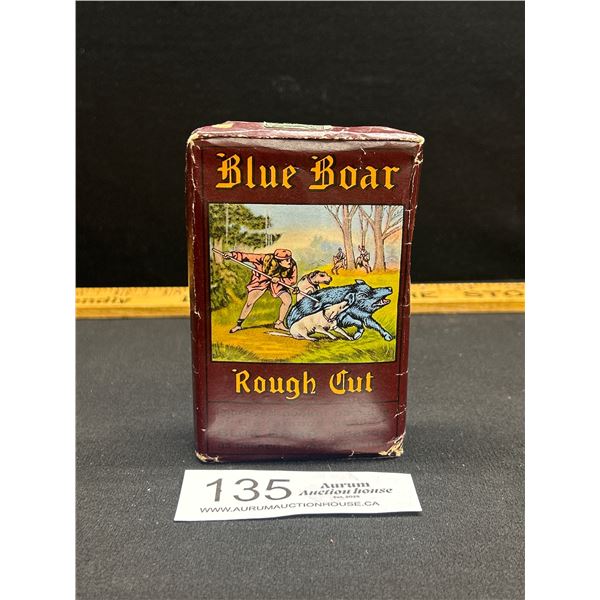 Blue Boar
Rough Cut
135 Aurum
Auction house
WWW.AURUMAUCTIONHOUSE.CA